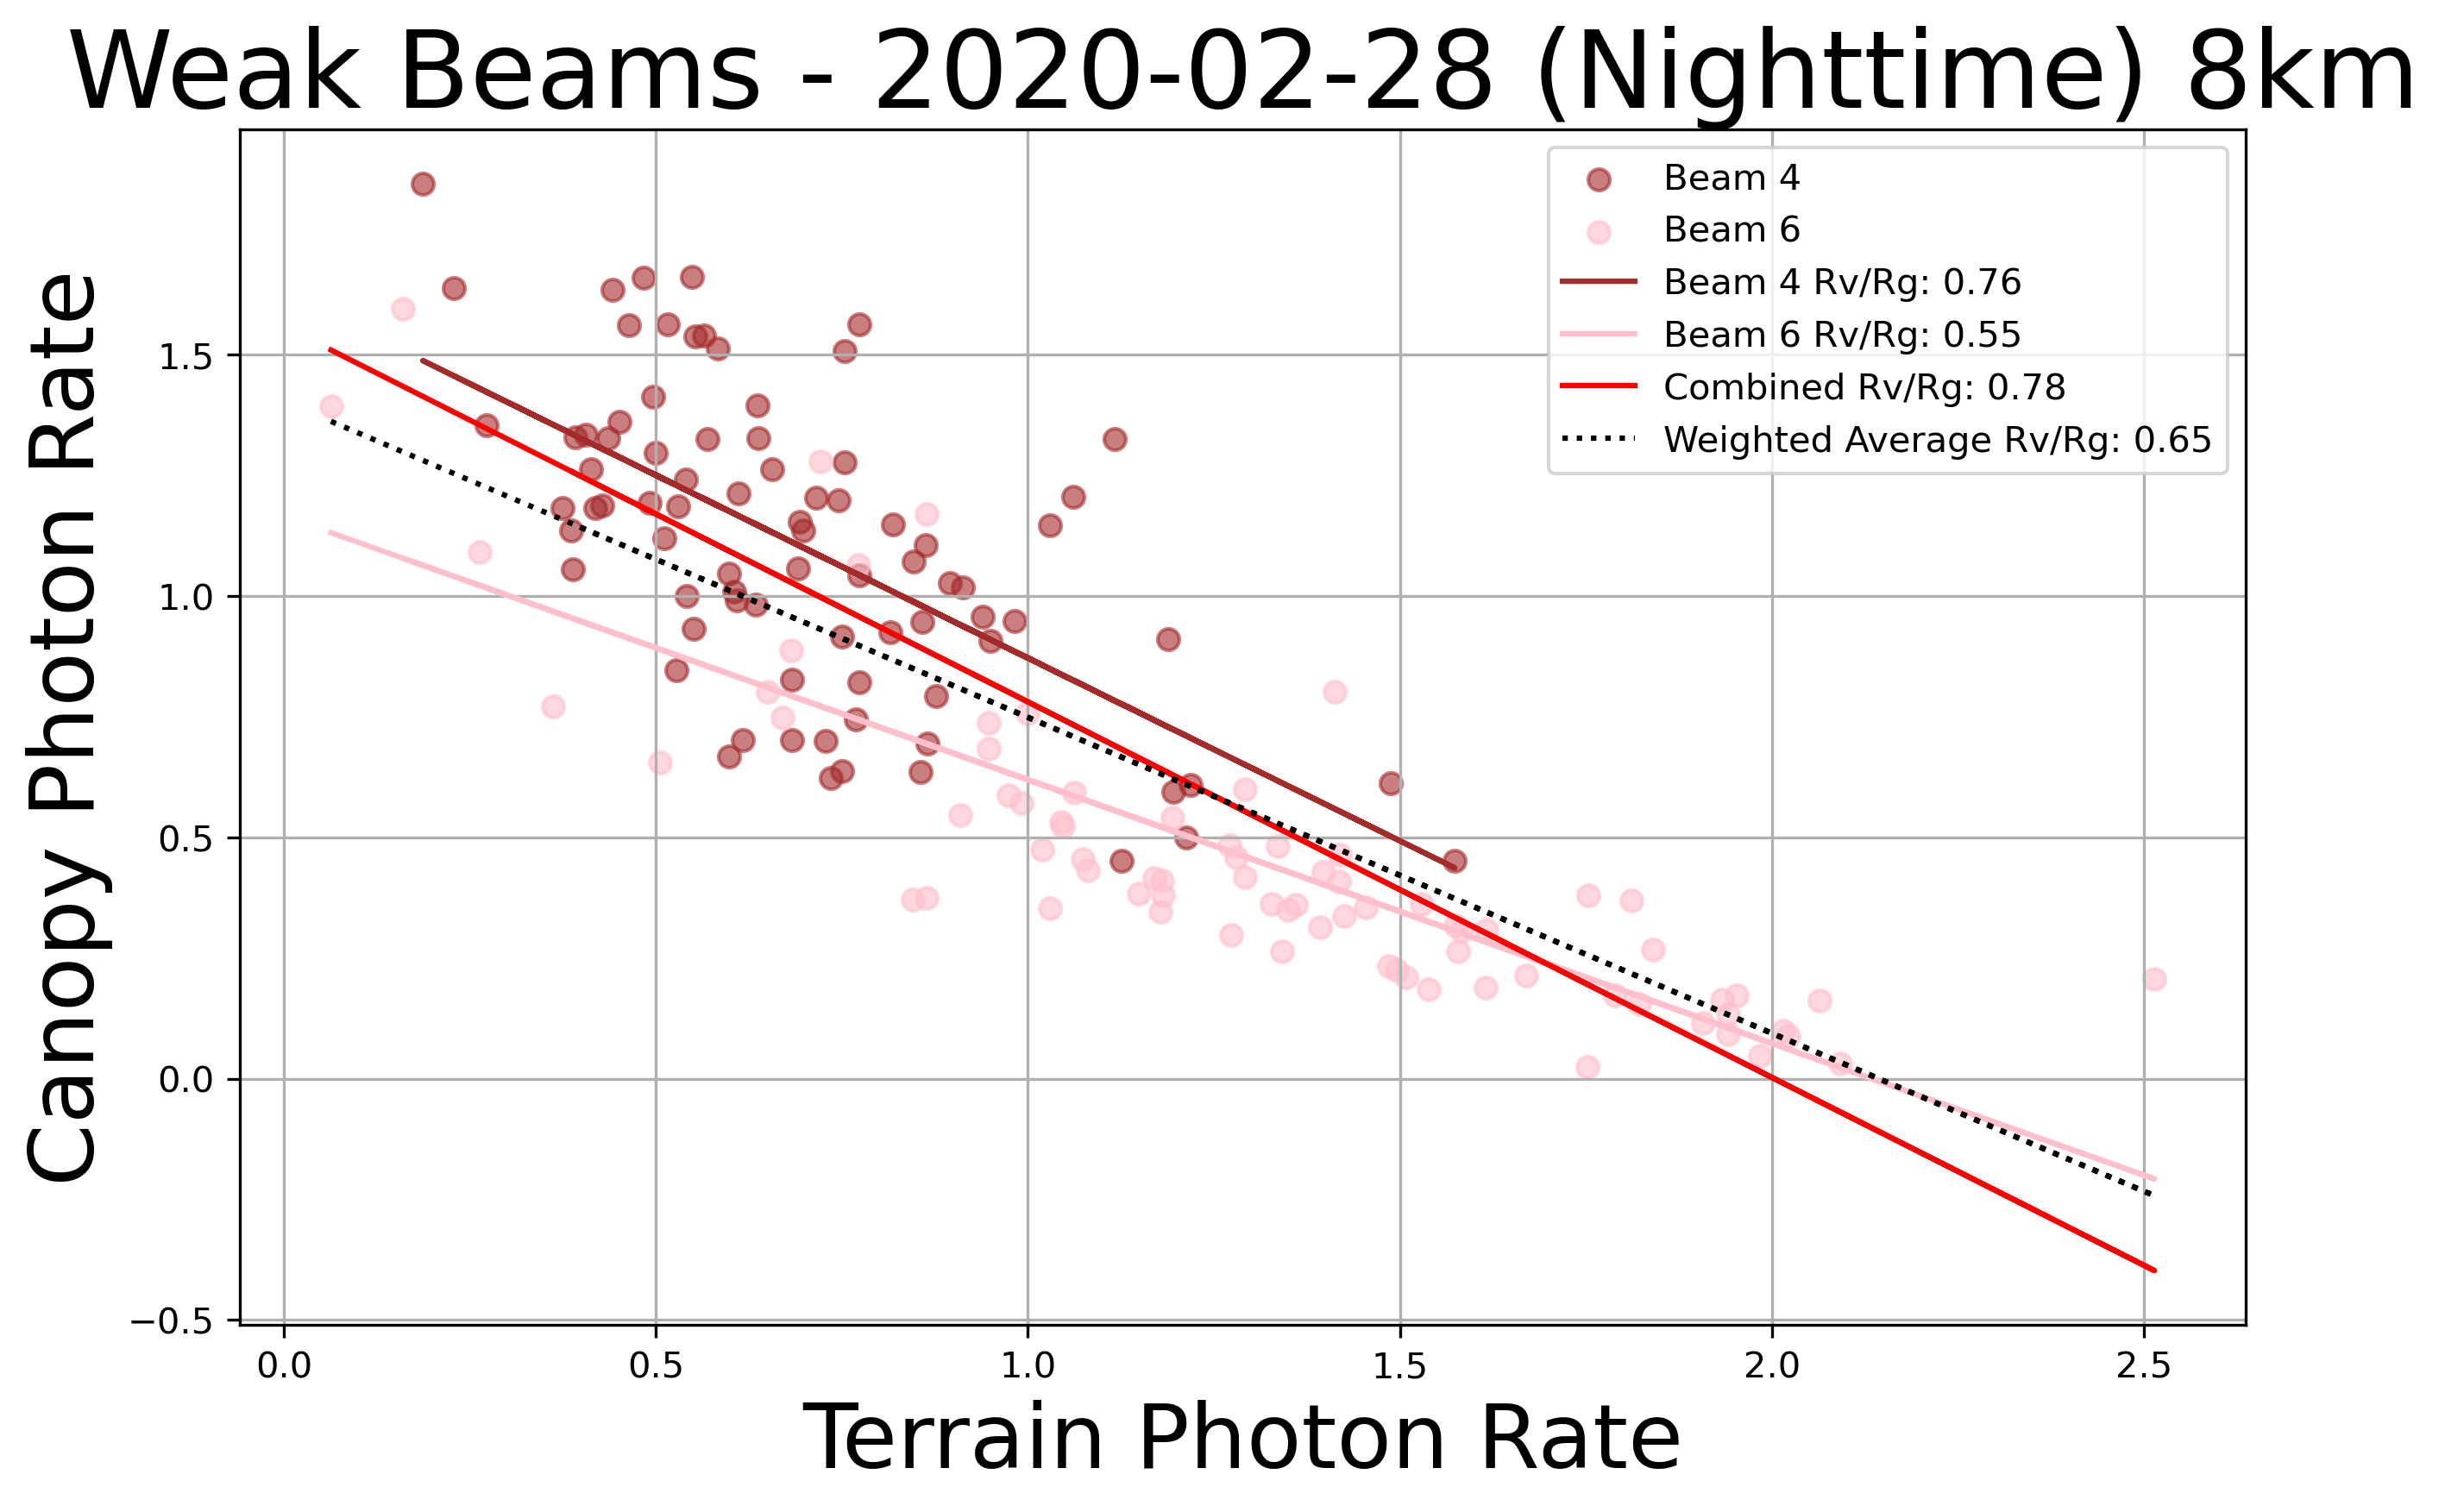 Weak Beams - 2020-02-28 (Nighttime) 8km
Beam 4
Beam 6
Beam 4 Rv/Rg: 0.76
Beam 6 Rv/Rg: 0.55
Combined Rv/Rg: 0.78
Weighted Average Rv/Rg: 0.65
Canopy Photon Rate
1.5
1.0
0.5
0.0
−0.5
0.0 0.5 1.0 1.5 2.0 2.5
Terrain Photon Rate